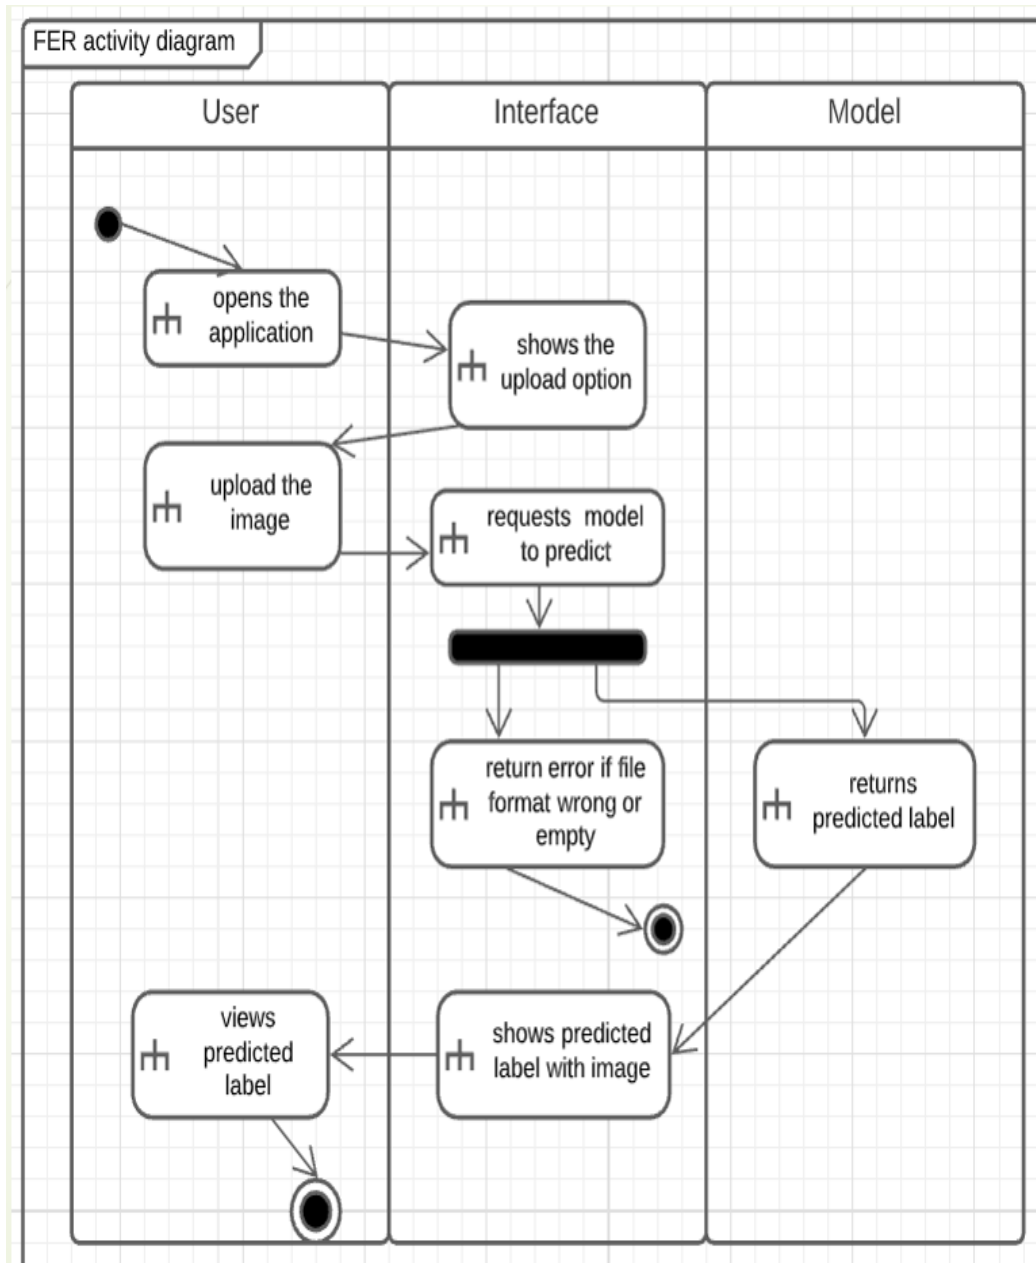 FER activity diagram
User
Interface
Model
opens the
application
shows the
upload option
upload the
image
requests  model
to predict
return error if file
format wrong or
empty
returns
predicted label
shows predicted
label with image
views
predicted
label